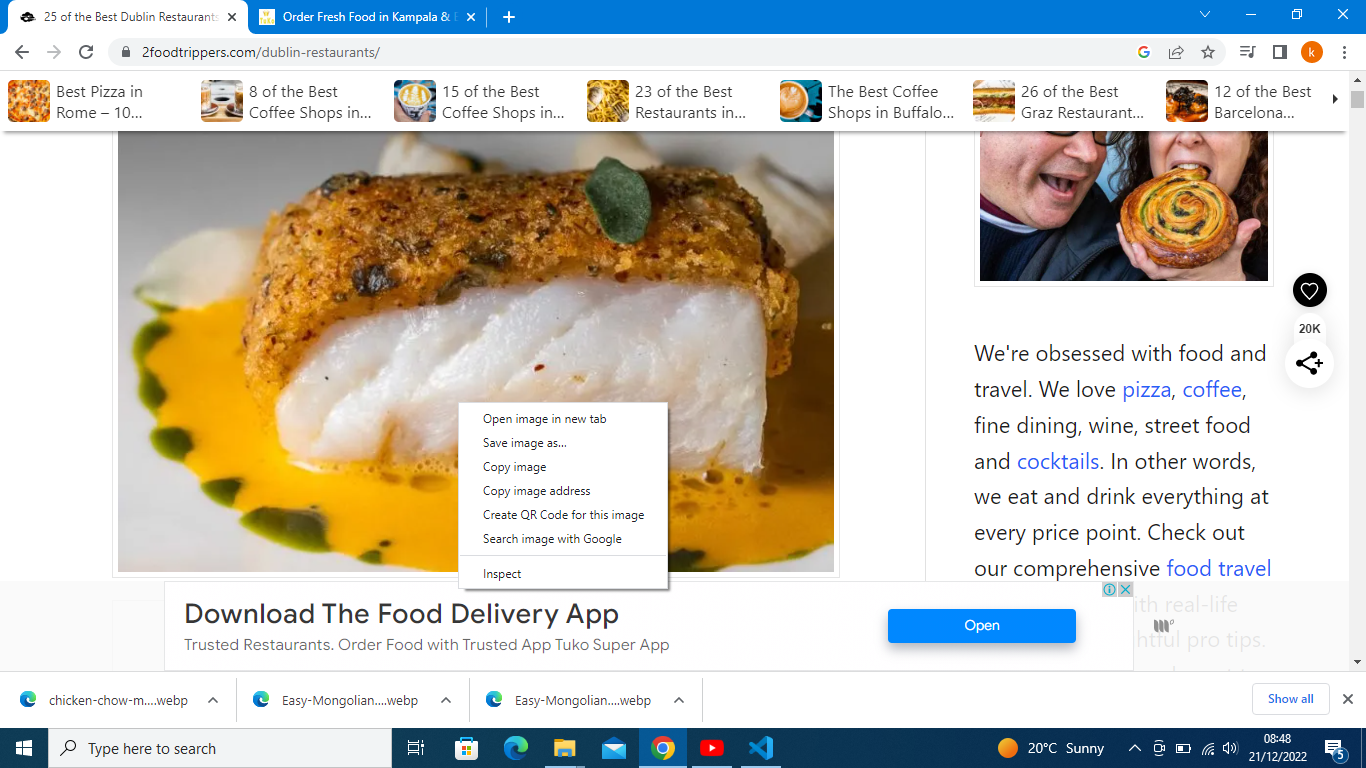 25 of the Best Dublin Restaurants
Order Fresh Food in Kampala &
2foodtrippers.com/dublin-restaurants/
k
Best Pizza in
Rome – 10...
8 of the Best
Coffee Shops in...
15 of the Best
Coffee Shops in...
23 of the Best
Restaurants in...
The Best Coffee
Shops in Buffalo...
26 of the Best
Graz Restaurant...
12 of the Best
Barcelona...
20K
We're obsessed with food and
travel. We love pizza, coffee,
fine dining, wine, street food
and cocktails. In other words,
we eat and drink everything at
every price point. Check out
our comprehensive food travel
ith real-life
htful pro tips.
Open image in new tab
Save image as...
Copy image
Copy image address
Create QR Code for this image
Search image with Google
Inspect
Download The Food Delivery App
Trusted Restaurants. Order Food with Trusted App Tuko Super App
Open
chicken-chow-m....webp
Easy-Mongolian....webp
Easy-Mongolian....webp
Show all
Type here to search
20°C Sunny
08:48
21/12/2022
5